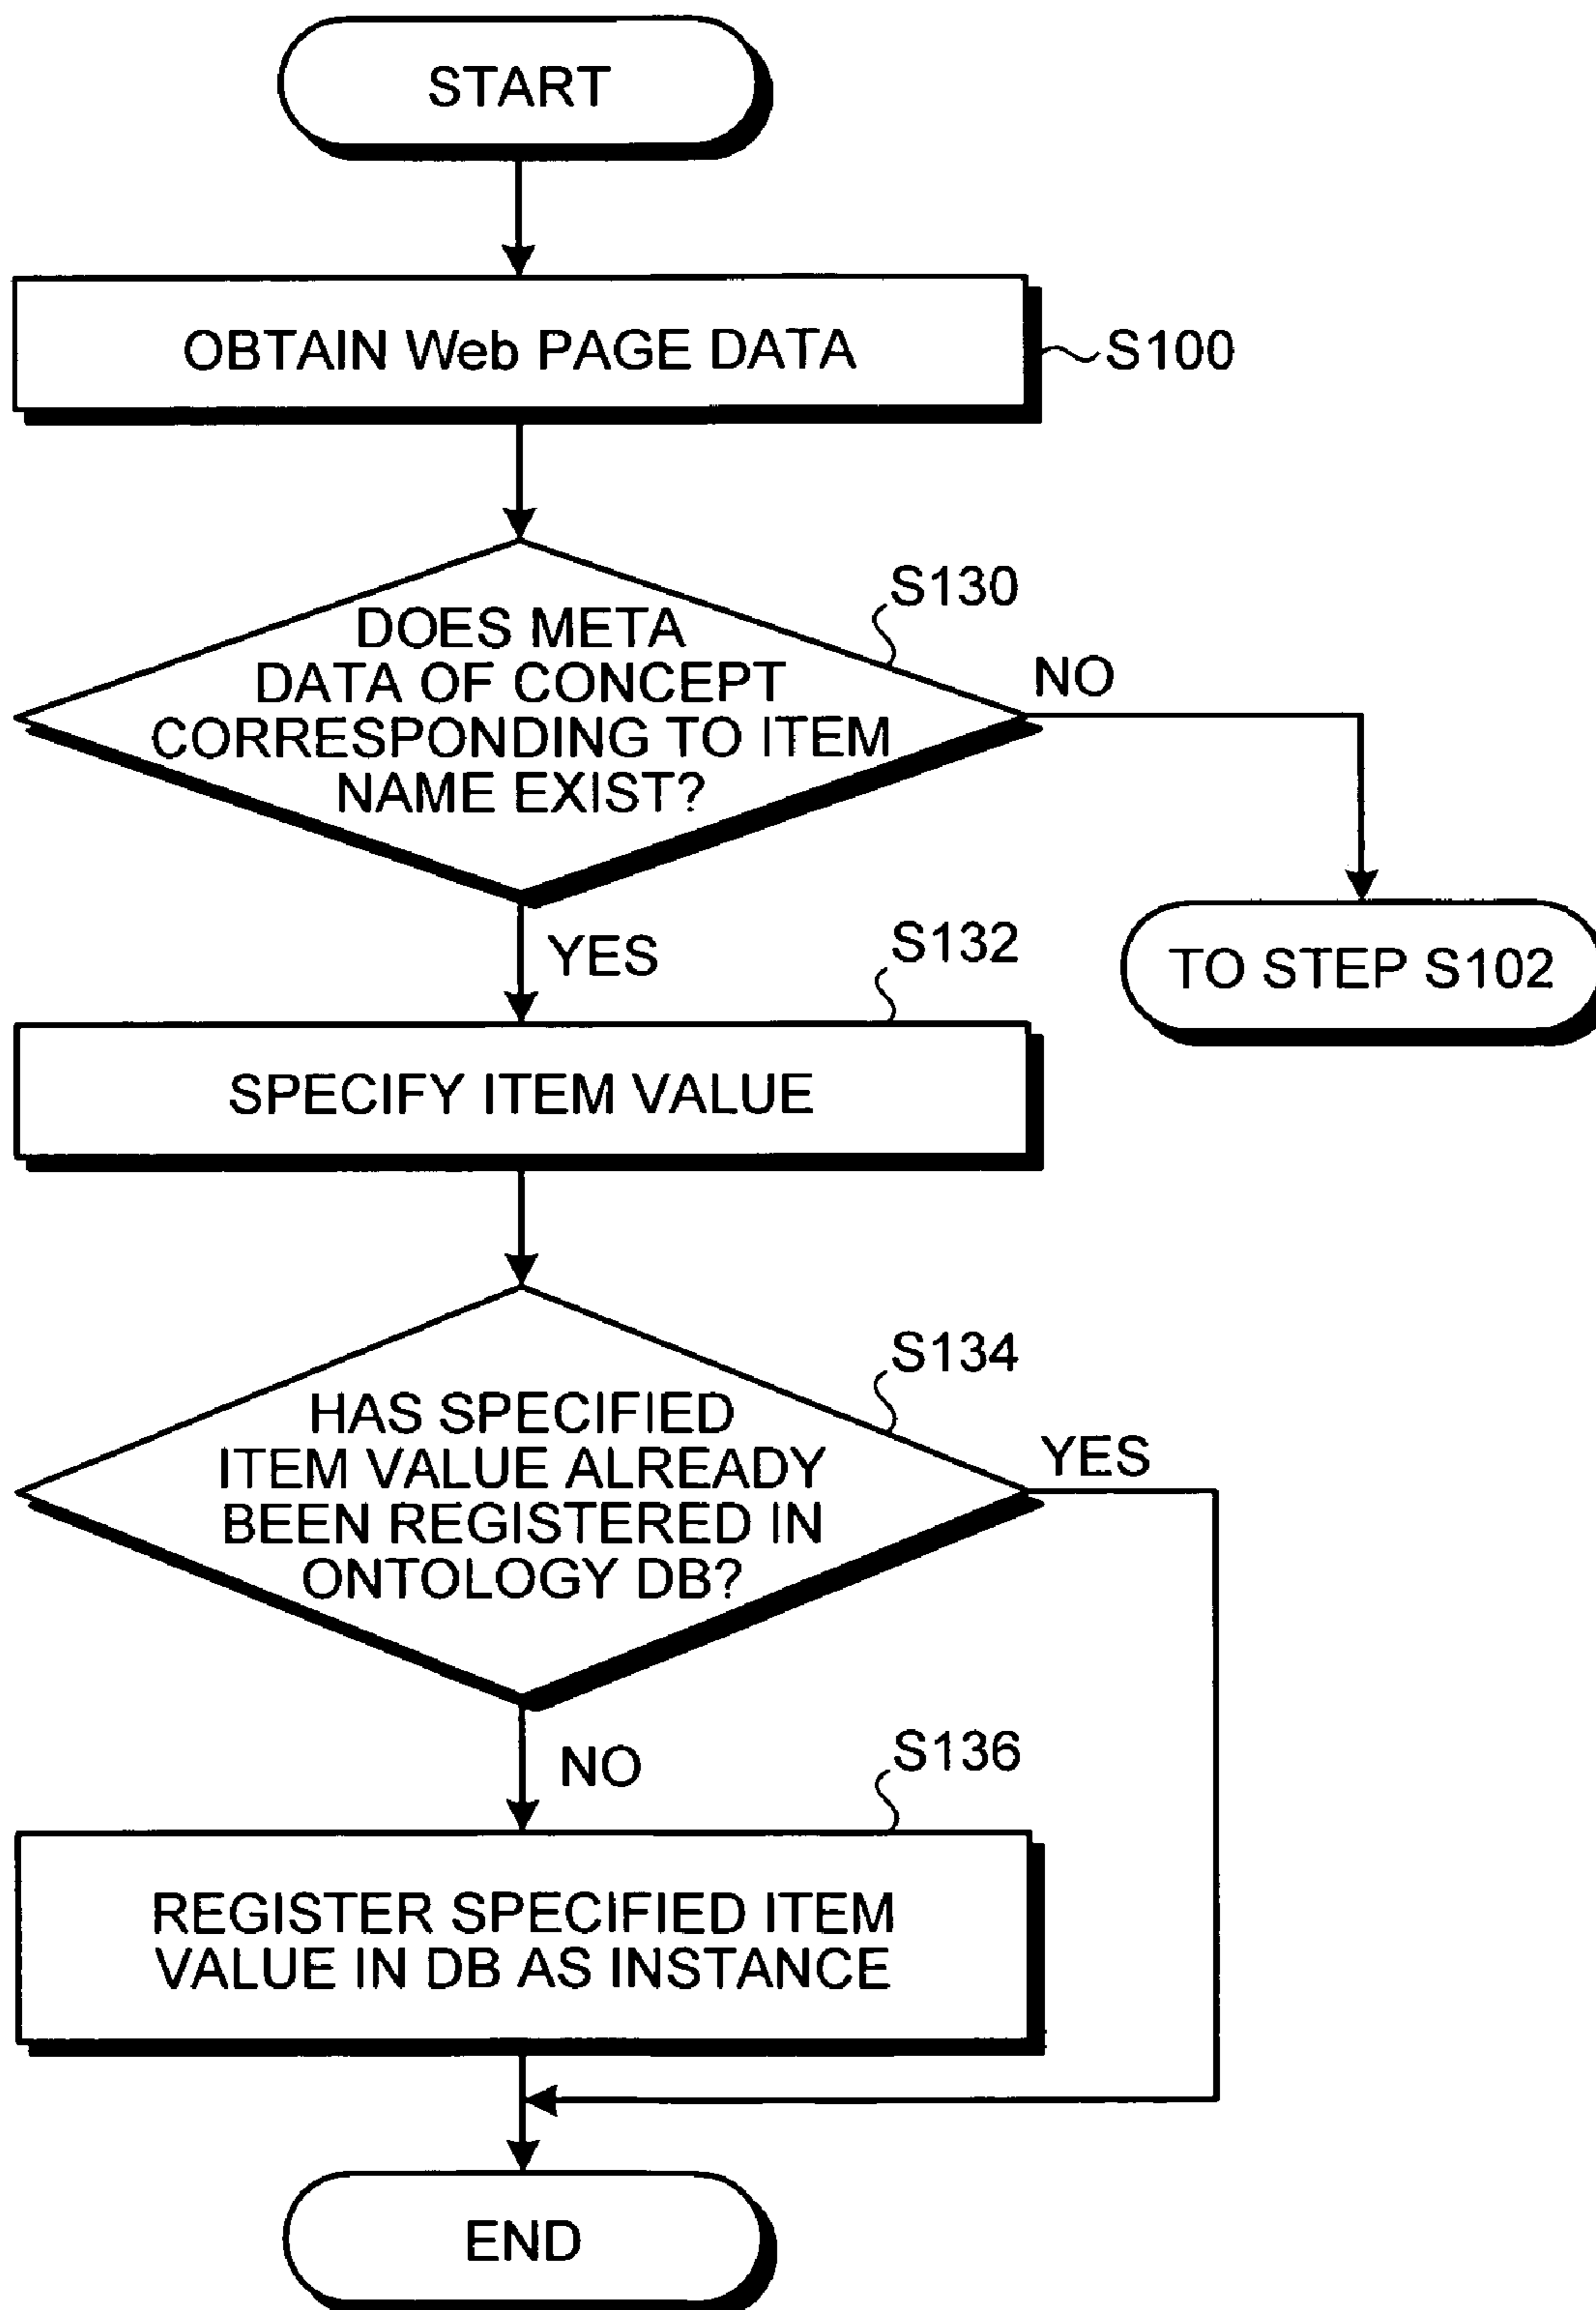 START
OBTAIN Web PAGE DATA
S100
S130
DOES META
DATA OF CONCEPT
CORRESPONDING TO ITEM
NAME EXIST?
NO
YES
TO STEP S102
S132
SPECIFY ITEM VALUE
S134
HAS SPECIFIED
ITEM VALUE ALREADY
BEEN REGISTERED IN
ONTOLOGY DB?
YES
NO
S136
REGISTER SPECIFIED ITEM
VALUE IN DB AS INSTANCE
END